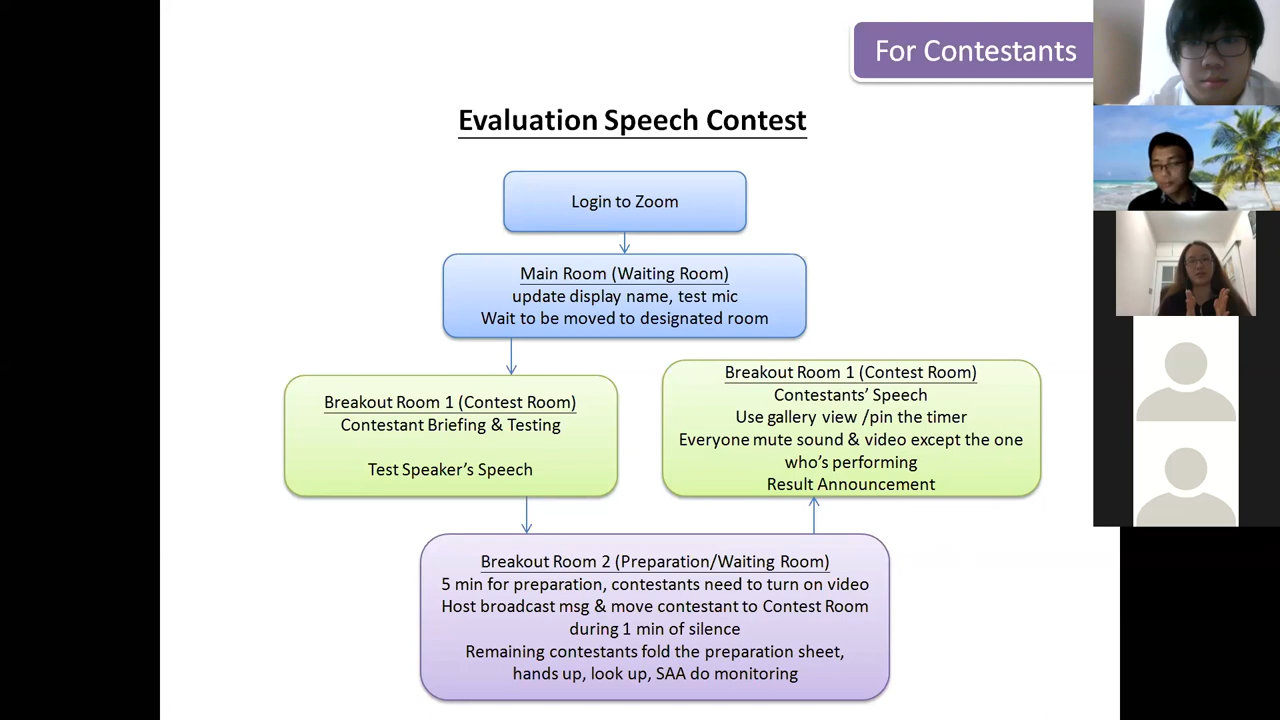 For Contestants
Evaluation Speech Contest
Login to Zoom
Main Room (Waiting Room)
update display name, test mic
Wait to be moved to designated room
Breakout Room 1 (Contest Room)
Contestant Briefing & Testing
Test Speaker’s Speech
Breakout Room 2 (Preparation/Waiting Room)
5 min for preparation, contestants need to turn on video
Host broadcast msg & move contestant to Contest Room
during 1 min of silence
Remaining contestants fold the preparation sheet,
hands up, look up, SAA do monitoring
Breakout Room 1 (Contest Room)
Contestants’ Speech
Use gallery view /pin the timer
Everyone mute sound & video except the one
who’s performing
Result Announcement